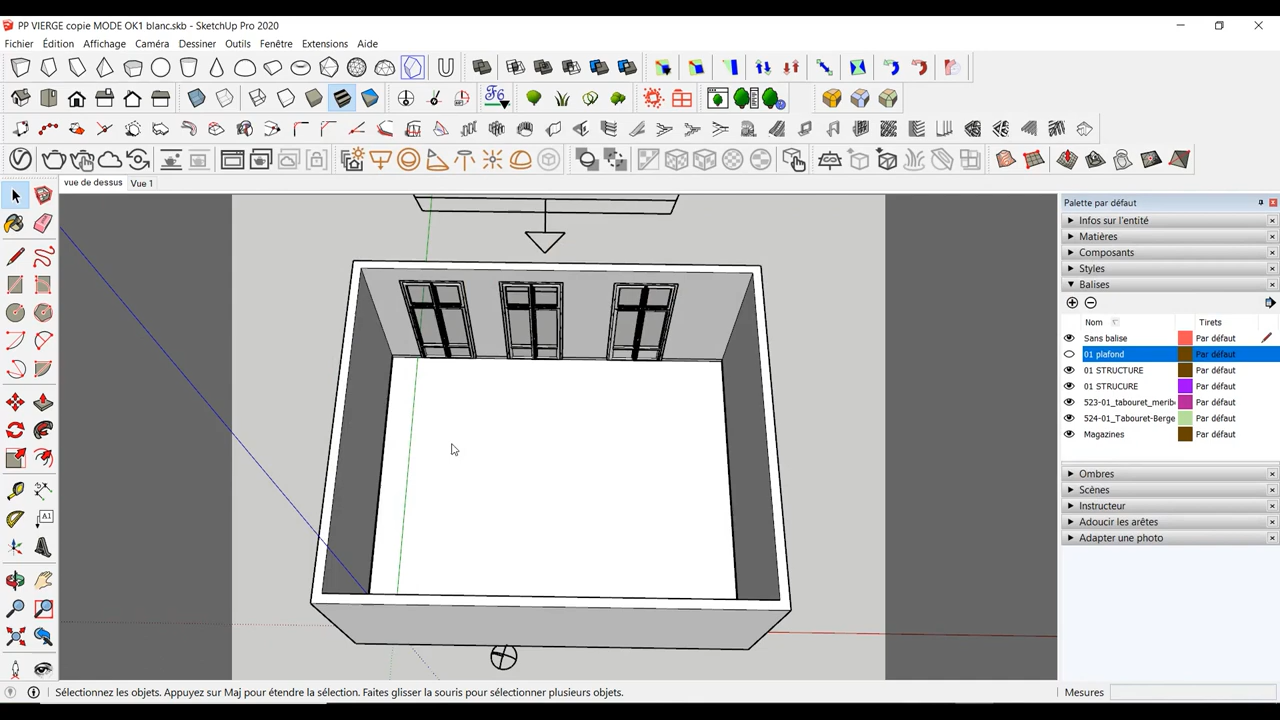 PP VIERGE copie MODE OK1 blanc.skb - SketchUp Pro 2020
Fichier Édition Affichage Caméra Dessiner Outils Fenêtre Extensions Aide
F6
vue de dessus Vue 1
Palette par défaut
Infos sur l'entité
Matières
Composants
Styles
Balises
Nom Tirets
Sans balise Par défaut
01 plafond Par défaut
01 STRUCTURE Par défaut
01 STRUCURE Par défaut
523-01_tabouret_merib Par défaut
524-01_Tabouret-Berge Par défaut
Magazines Par défaut
Ombres
Scènes
Instructeur
Adoucir les arêtes
Adapter une photo
A1
Sélectionnez les objets. Appuyez sur Maj pour étendre la sélection. Faites glisser la souris pour sélectionner plusieurs objets.
Mesures